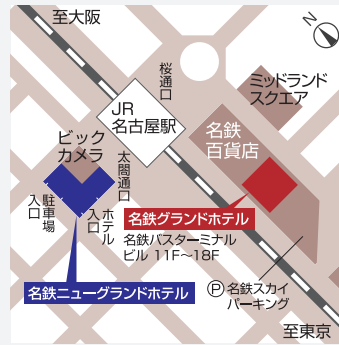 至大阪
N
桜通口
ミッドランド
スクエア
JR
名古屋駅
名鉄
百貨店
ビック
カメラ
太閤通口
駐車場
入口
ホテル
入口
名鉄グランドホテル
名鉄バスターミナル
ビル 11F～18F
名鉄ニューグランドホテル
Ⓟ名鉄スカイ
パーキング
至東京